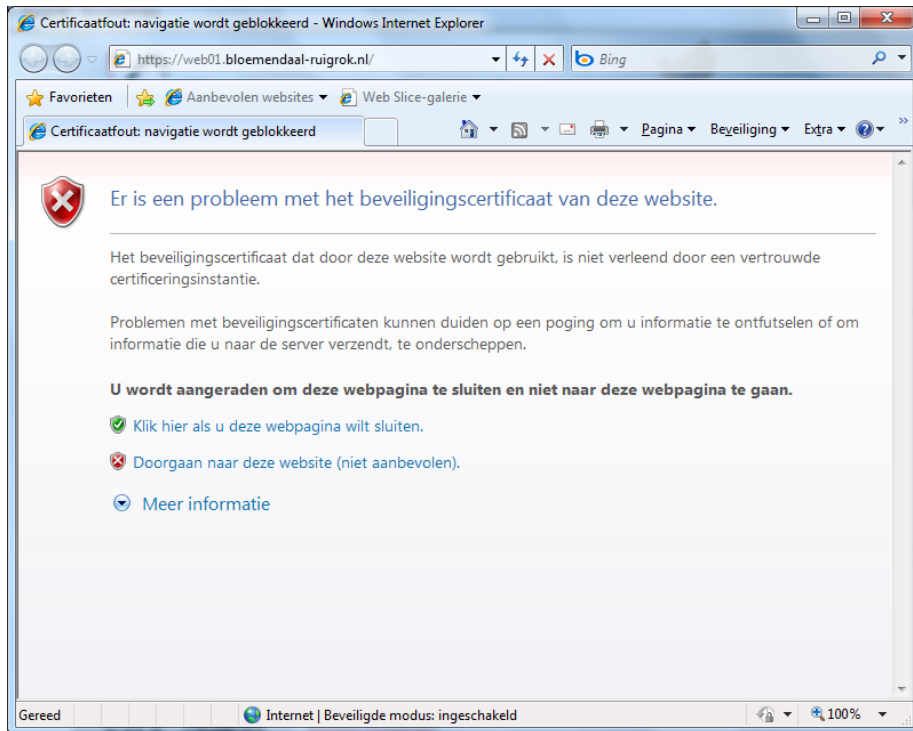 Certificaatfout: navigatie wordt geblokkeerd - Windows Internet Explorer
https://web01.bloemendaal-ruigrok.nl/
Bing
Favorieten
Aanbevolen websites
Web Slice-galerie
Certificaatfout: navigatie wordt geblokkeerd
Pagina
Beveiliging
Extra
Er is een probleem met het beveiligingscertificaat van deze website.
Het beveiligingscertificaat dat door deze website wordt gebruikt, is niet verleend door een vertrouwde
certificeringsinstantie.
Problemen met beveiligingscertificaten kunnen duiden op een poging om u informatie te ontfutselen of om
informatie die u naar de server verzendt, te onderscheppen.
U wordt aangeraden om deze webpagina te sluiten en niet naar deze webpagina te gaan.
Klik hier als u deze webpagina wilt sluiten.
Doorgaan naar deze website (niet aanbevolen).
Meer informatie
Gereed
Internet | Beveiligde modus: ingeschakeld
100%